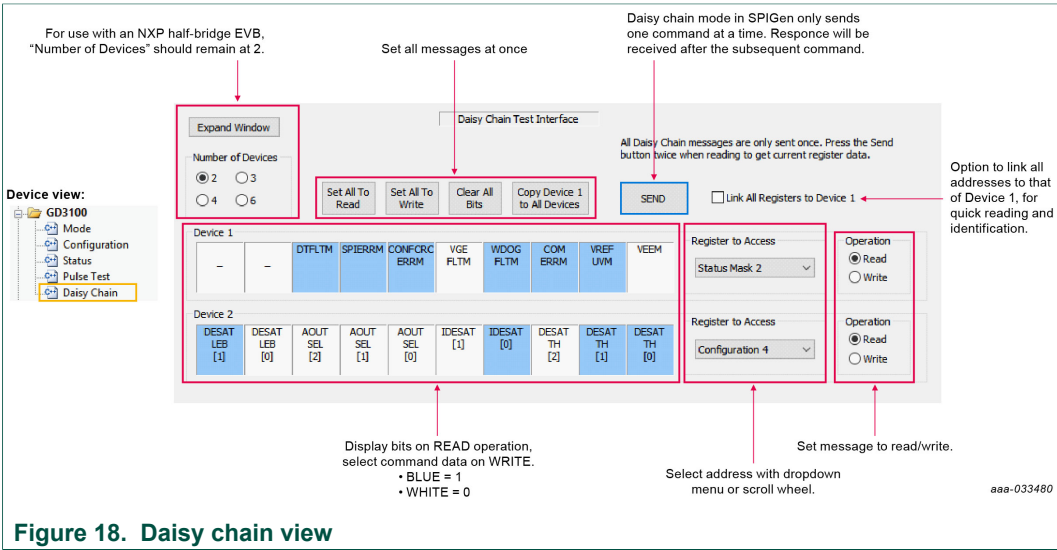 For use with an NXP half-bridge EVB,
“Number of Devices” should remain at 2.
Set all messages at once
Daisy chain mode in SPIGen only sends
one command at a time. Responce will be
received after the subsequent command.
Daisy Chain Test Interface
Expand Window
Number of Devices
2 3
4 6
All Daisy Chain messages are only sent once. Press the Send
button twice when reading to get current register data.
Set All To
Read
Set All To
Write
Clear All
Bits
Copy Device 1
to All Devices
SEND
Link All Registers to Device 1
Option to link all
addresses to that
of Device 1, for
quick reading and
identification.
Device view:
GD3100
Mode
Configuration
Status
Pulse Test
Daisy Chain
Device 1
–
–
DTFLTM
SPIERRM
CONFCRC
ERRM
VGE
FLTM
WDOG
FLTM
COM
ERRM
VREF
UVM
VEEM
Register to Access
Status Mask 2
Operation
Read
Write
Device 2
DESAT
LEB
[1]
DESAT
LEB
[0]
AOUT
SEL
[2]
AOUT
SEL
[1]
AOUT
SEL
[0]
IDESAT
[1]
IDESAT
[0]
DESAT
TH
[2]
DESAT
TH
[1]
DESAT
TH
[0]
Register to Access
Configuration 4
Operation
Read
Write
Display bits on READ operation,
select command data on WRITE.
• BLUE = 1
• WHITE = 0
Select address with dropdown
menu or scroll wheel.
Set message to read/write.
aaa-033480
Figure 18. Daisy chain view